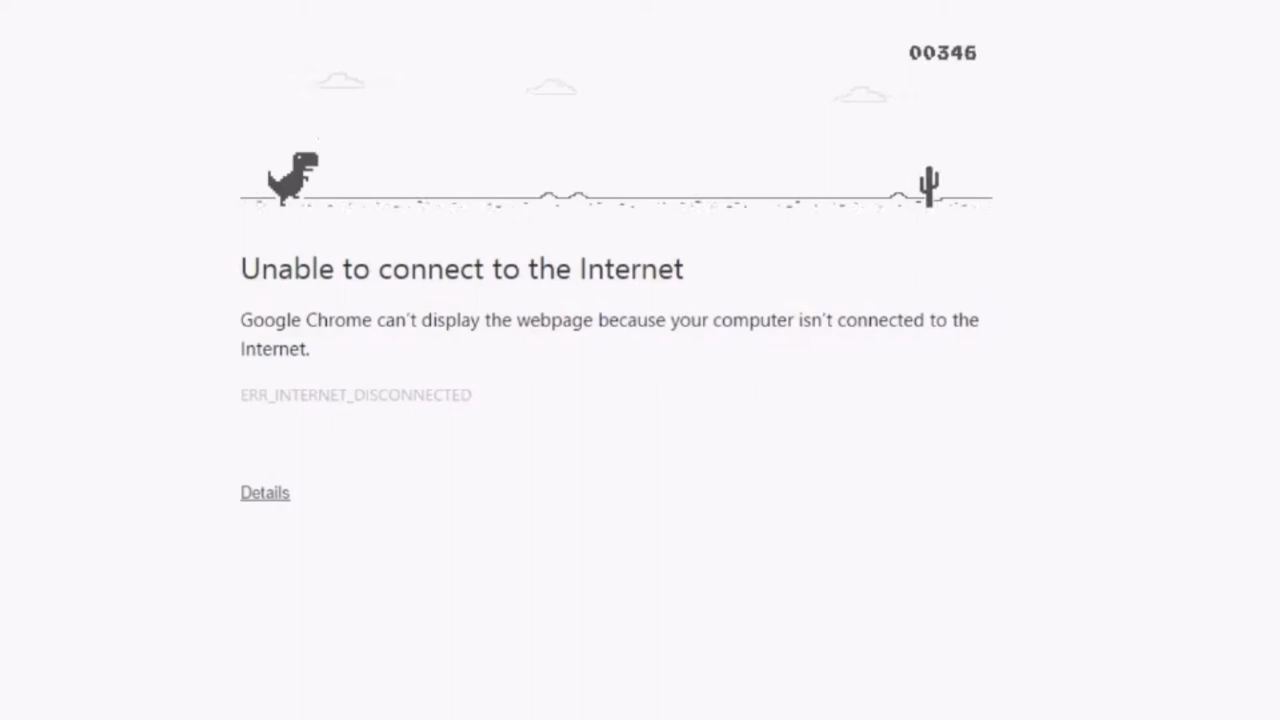 00346
Unable to connect to the Internet
Google Chrome can't display the webpage because your computer isn't connected to the
Internet.
ERR_INTERNET_DISCONNECTED
Details